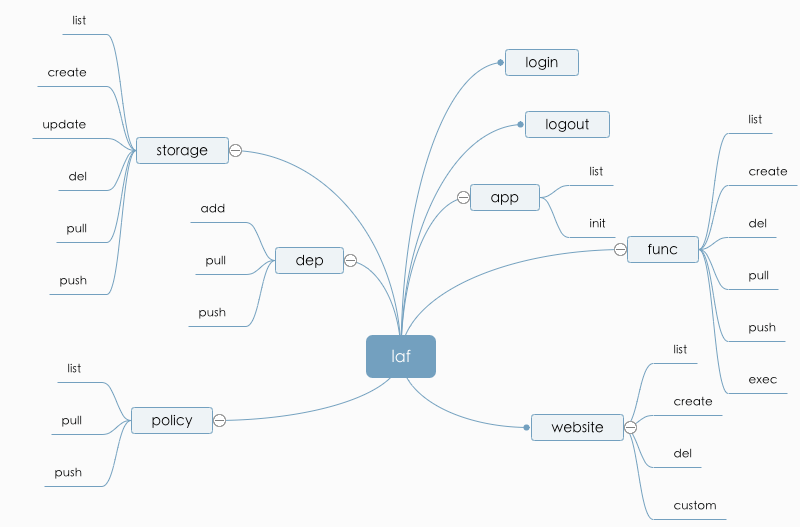 laf
login
logout
app
list
init
func
list
create
del
pull
push
exec
website
list
create
del
custom
storage
list
create
update
del
pull
push
dep
add
pull
push
policy
list
pull
push